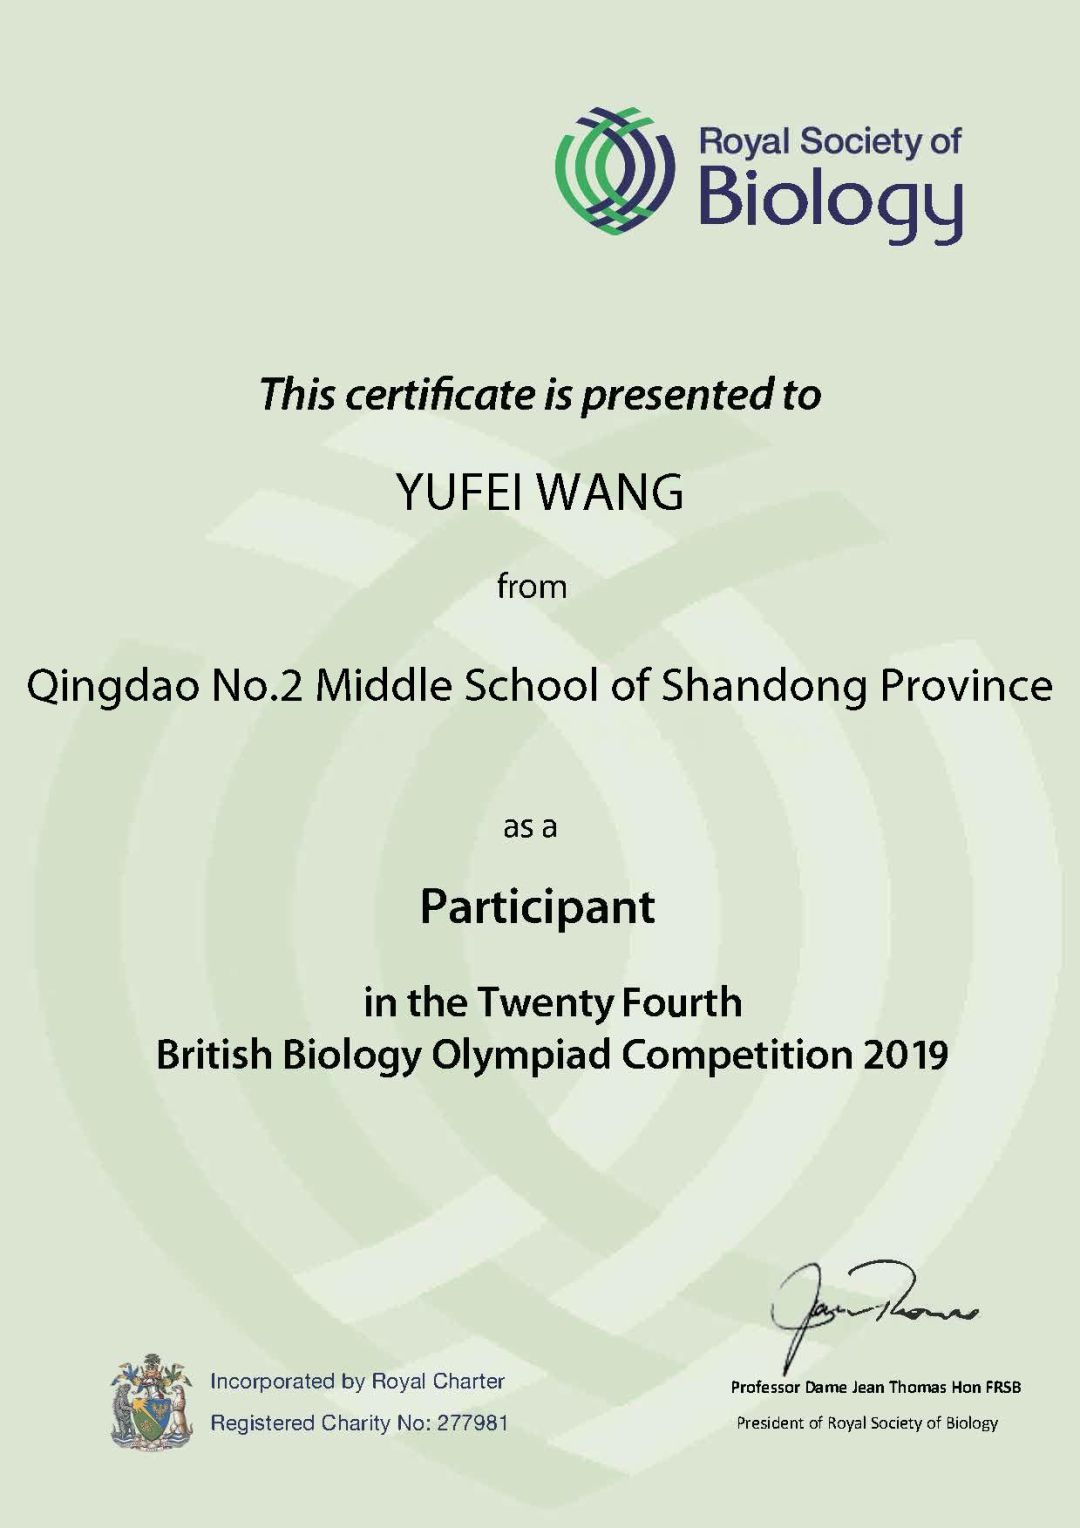 Royal Society of
Biology
This certificate is presented to
YUFEI WANG
from
Qingdao No.2 Middle School of Shandong Province
as a
Participant
in the Twenty Fourth
British Biology Olympiad Competition 2019
Jean Thomas
Incorporated by Royal Charter
Registered Charity No: 277981
Professor Dame Jean Thomas Hon FRSB
President of Royal Society of Biology